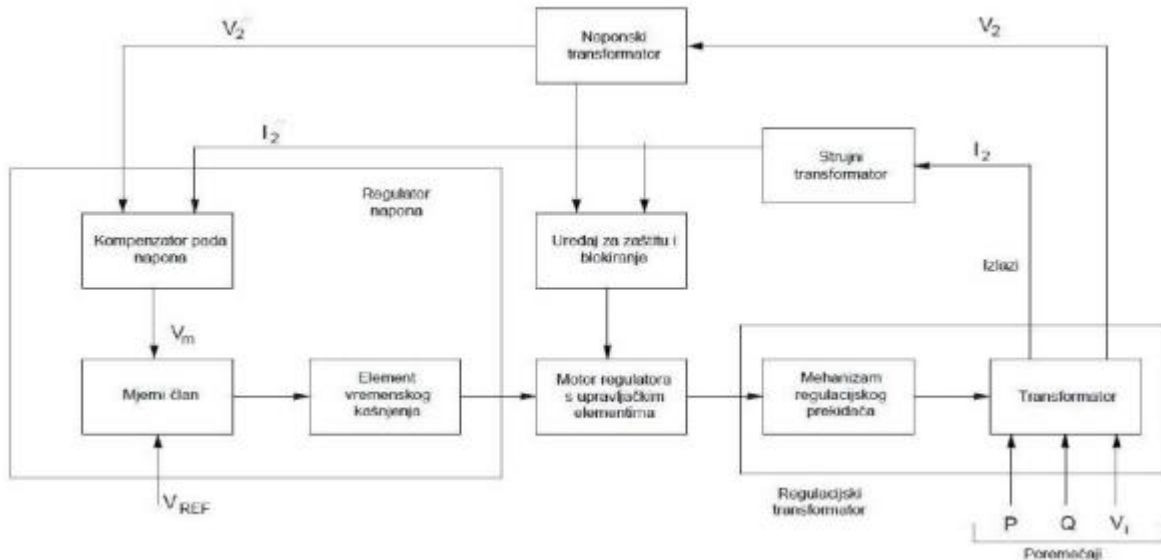 V2"
Naponski
transformator
V2
I2"
Strujni
transformator
I2
Regulator
napona
Kompenzator pada
napona
Uređaj za zaštitu i
blokiranje
Izlazi
Vm
Mjerni član
Element
vremenskog
kašnjenja
Motor regulatora
s upravljačkim
elementima
Mehanizam
regulacijskog
prekidača
Transformator
VREF
Regulacijski
transformator
P Q V1
Poremećaji